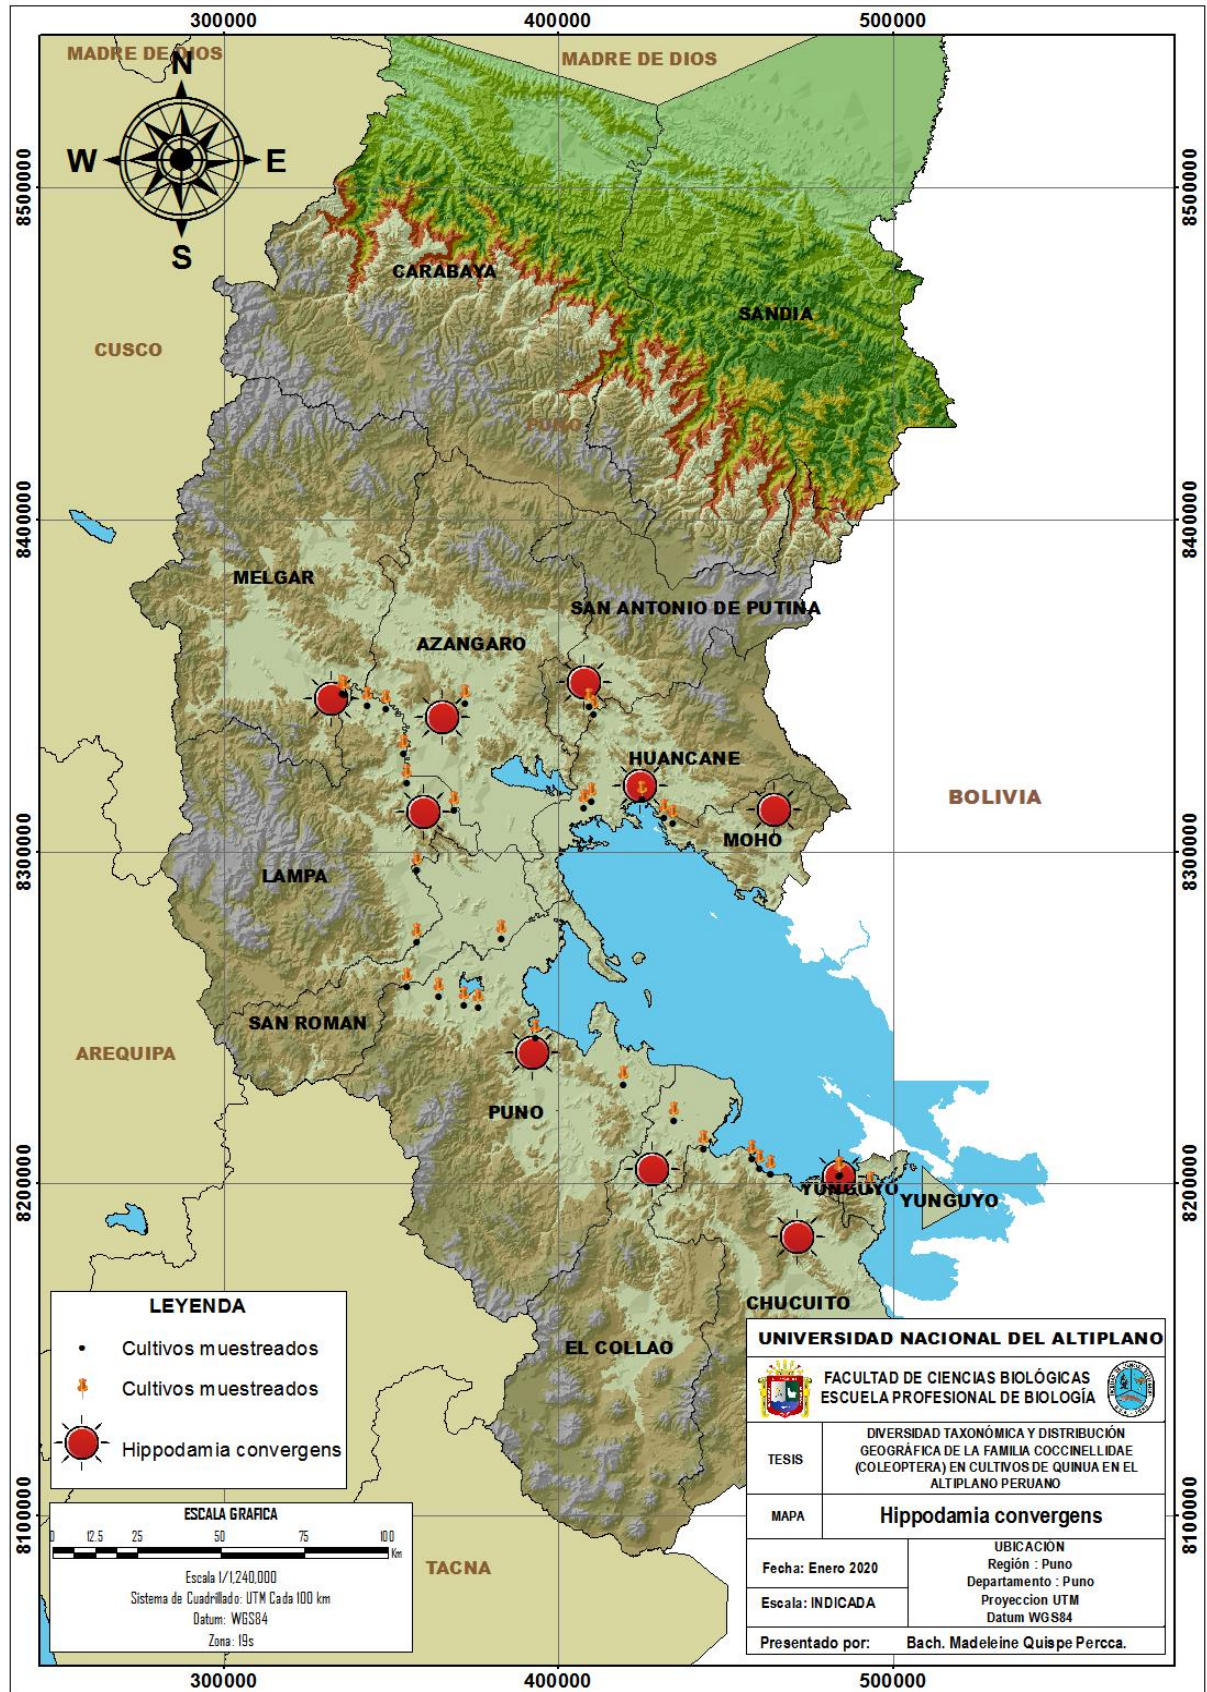 300000
400000
500000
MADRE DE DIOS
MADRE DE DIOS
N
W
E
S
8500000
8500000
CARABAYA
SANDIA
CUSCO
PUNO
8400000
8400000
MELGAR
SAN ANTONIO DE PUTINA
AZANGARO
HUANCANE
BOLIVIA
MOHO
8300000
8300000
LAMPA
SAN ROMAN
AREQUIPA
PUNO
8200000
8200000
YUNGUYO
YUNGUYO
CHUCUITO
EL COLLAO
TACNA
8100000
8100000
LEYENDA
Cultivos muestreados
Cultivos muestreados
Hippodamia convergens
ESCALA GRAFICA
0 12.5 25 50 75 100
Km
Escala 1/1,240,000
Sistema de Cuadrillado: UTM Cada 100 km
Datum: WGS84
Zona: 19s
UNIVERSIDAD NACIONAL DEL ALTIPLANO
FACULTAD DE CIENCIAS BIOLÓGICAS
ESCUELA PROFESIONAL DE BIOLOGÍA
TESIS
DIVERSIDAD TAXONÓMICA Y DISTRIBUCIÓN
GEOGRÁFICA DE LA FAMILIA COCCINELLIDAE
(COLEOPTERA) EN CULTIVOS DE QUINUA EN EL
ALTIPLANO PERUANO
MAPA
Hippodamia convergens
Fecha: Enero 2020
Escala: INDICADA
UBICACIÓN
Región : Puno
Departamento : Puno
Proyeccion UTM
Datum WGS84
Presentado por: Bach. Madeleine Quispe Percca.
300000
400000
500000